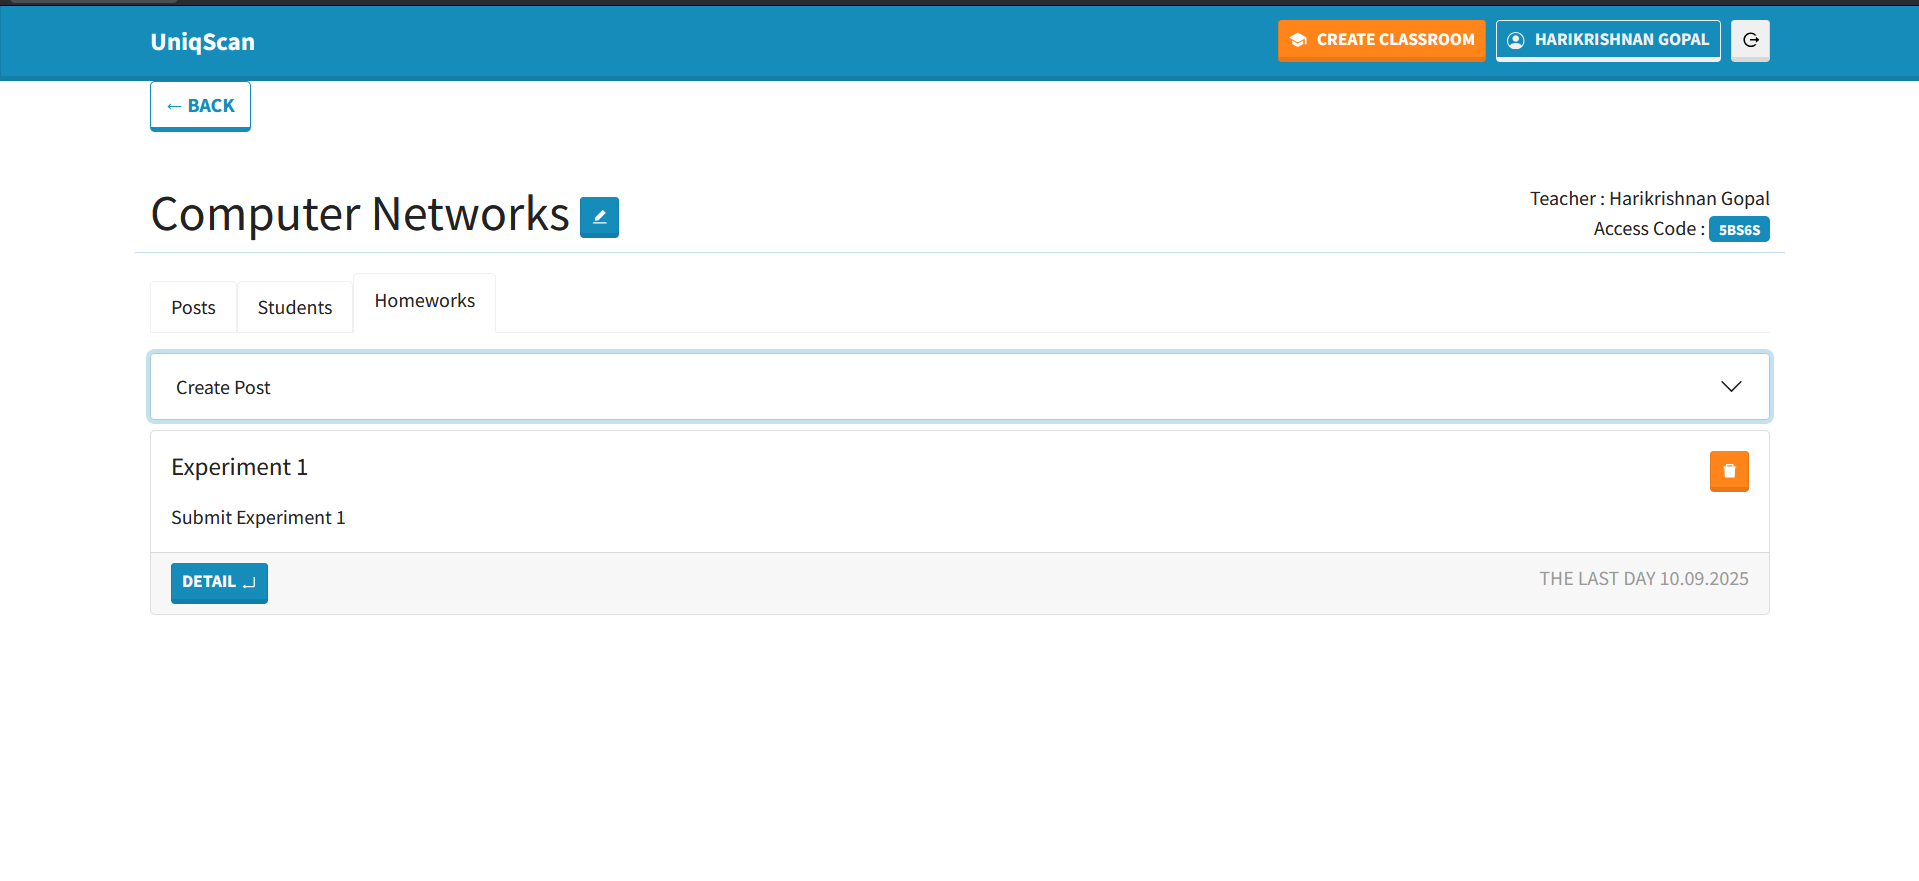 UniqScan
CREATE CLASSROOM
HARIKRISHNAN GOPAL
← BACK
Computer Networks
Teacher : Harikrishnan Gopal
Access Code : 5BS6S
Posts
Students
Homeworks
Create Post
Experiment 1
Submit Experiment 1
DETAIL
THE LAST DAY 10.09.2025